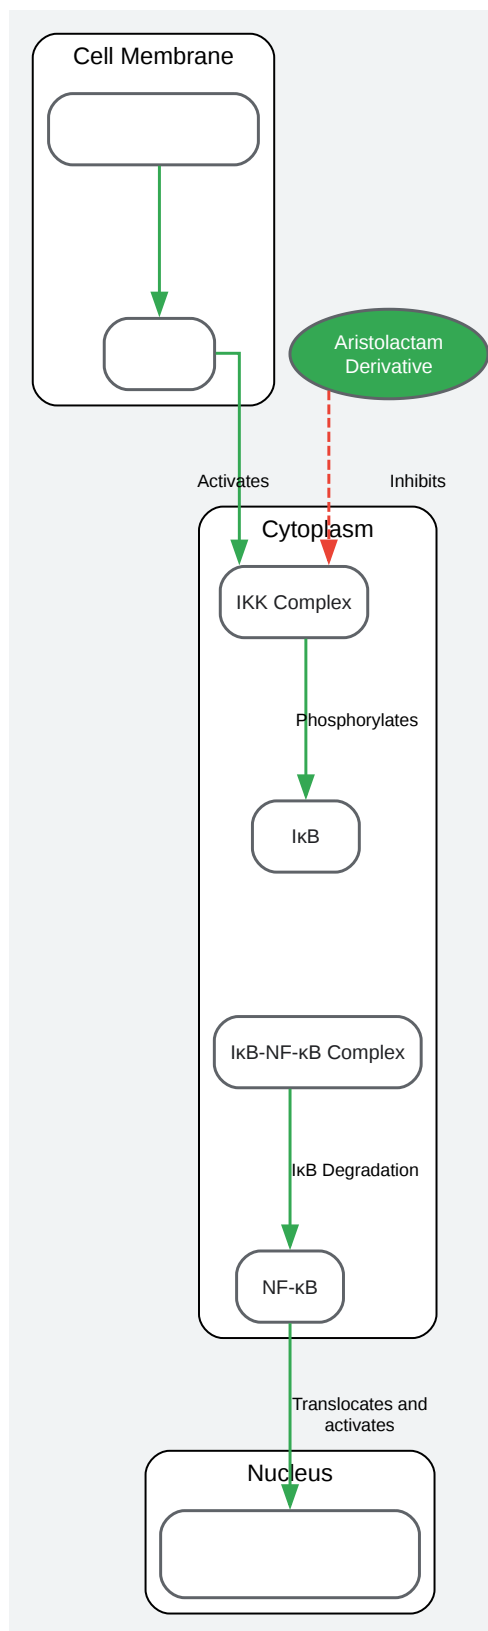 Cell Membrane
Aristolactam
Derivative
Activates
Inhibits
Cytoplasm
IKK Complex
Phosphorylates
IκB
IκB-NF-κB Complex
IκB Degradation
NF-κB
Translocates and
activates
Nucleus